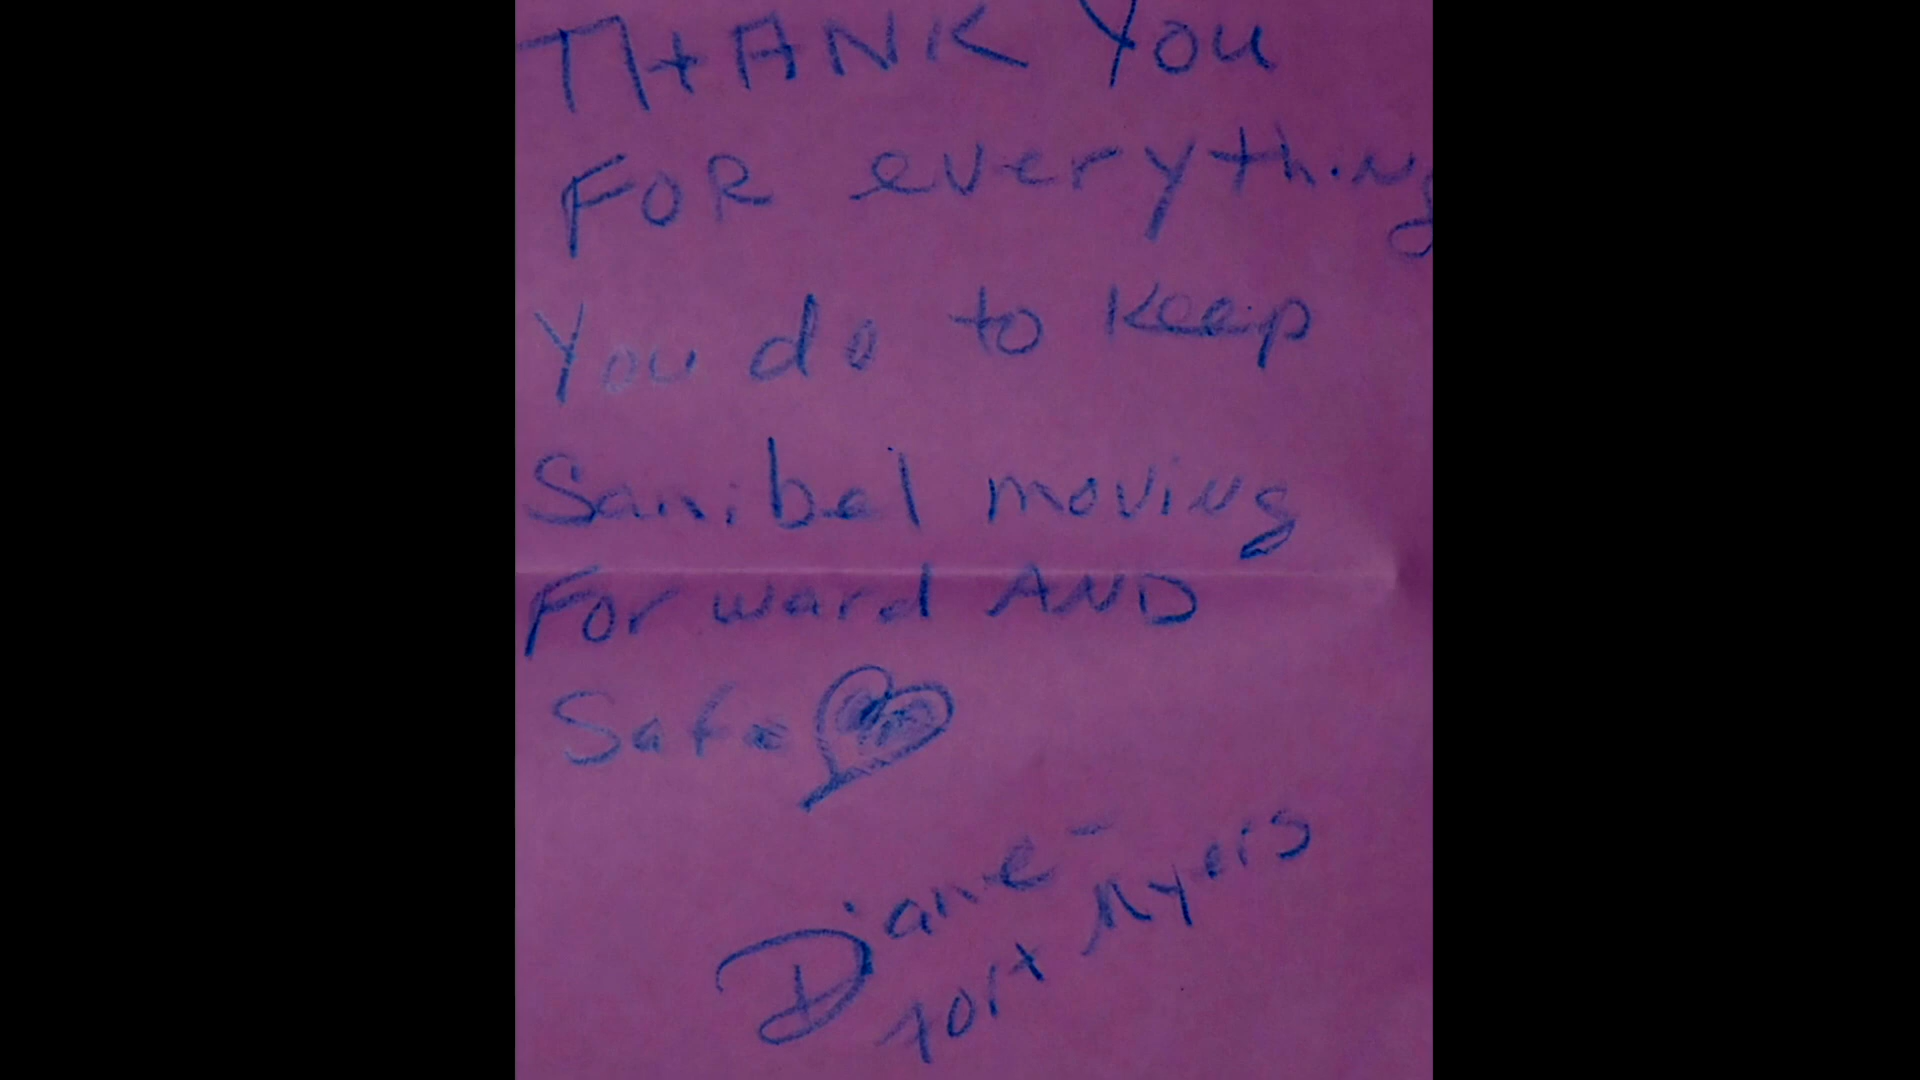 THANK You
FOR everything
You do to keep
Sanibel moving
Forward AND
Safe
Diane -
Fort Myers